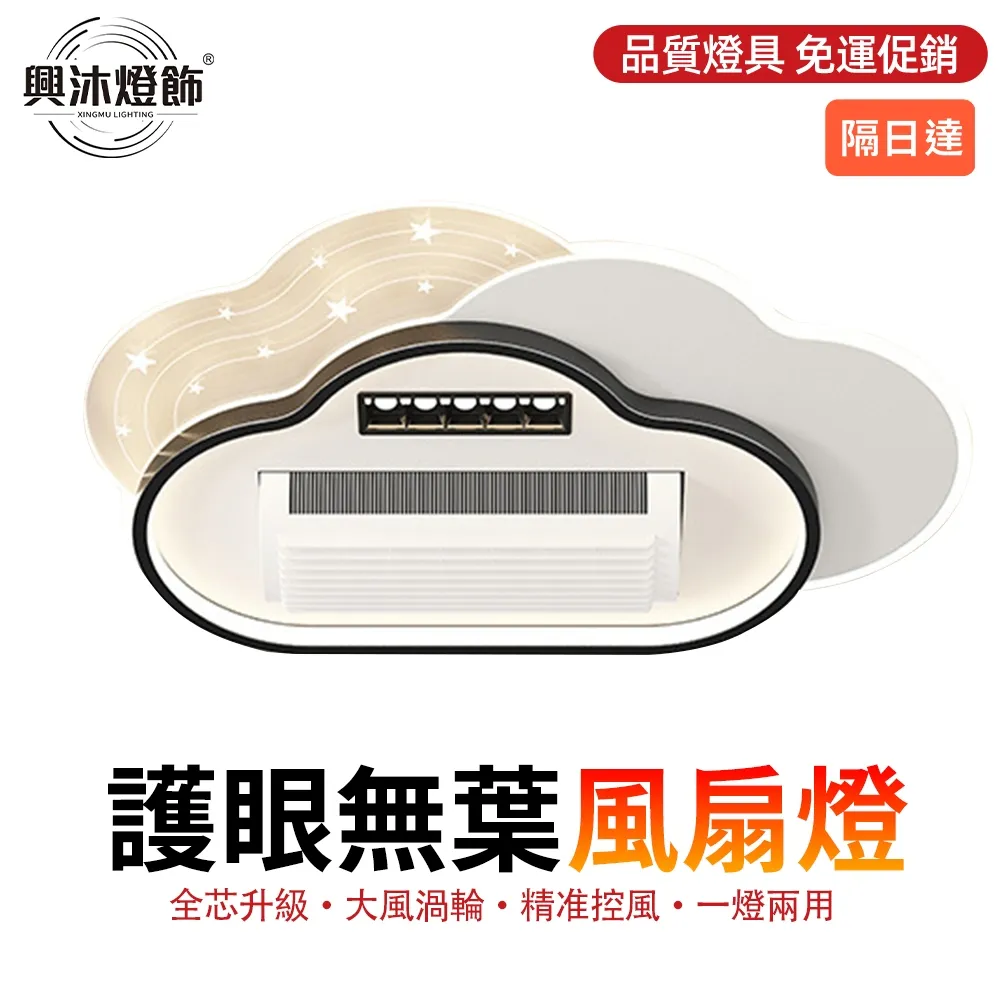 興沐燈飾®
XINGMU LIGHTING
品質燈具 免運促銷
隔日達
護眼無葉風扇燈
全芯升級・大風渦輪・精准控風・一燈兩用